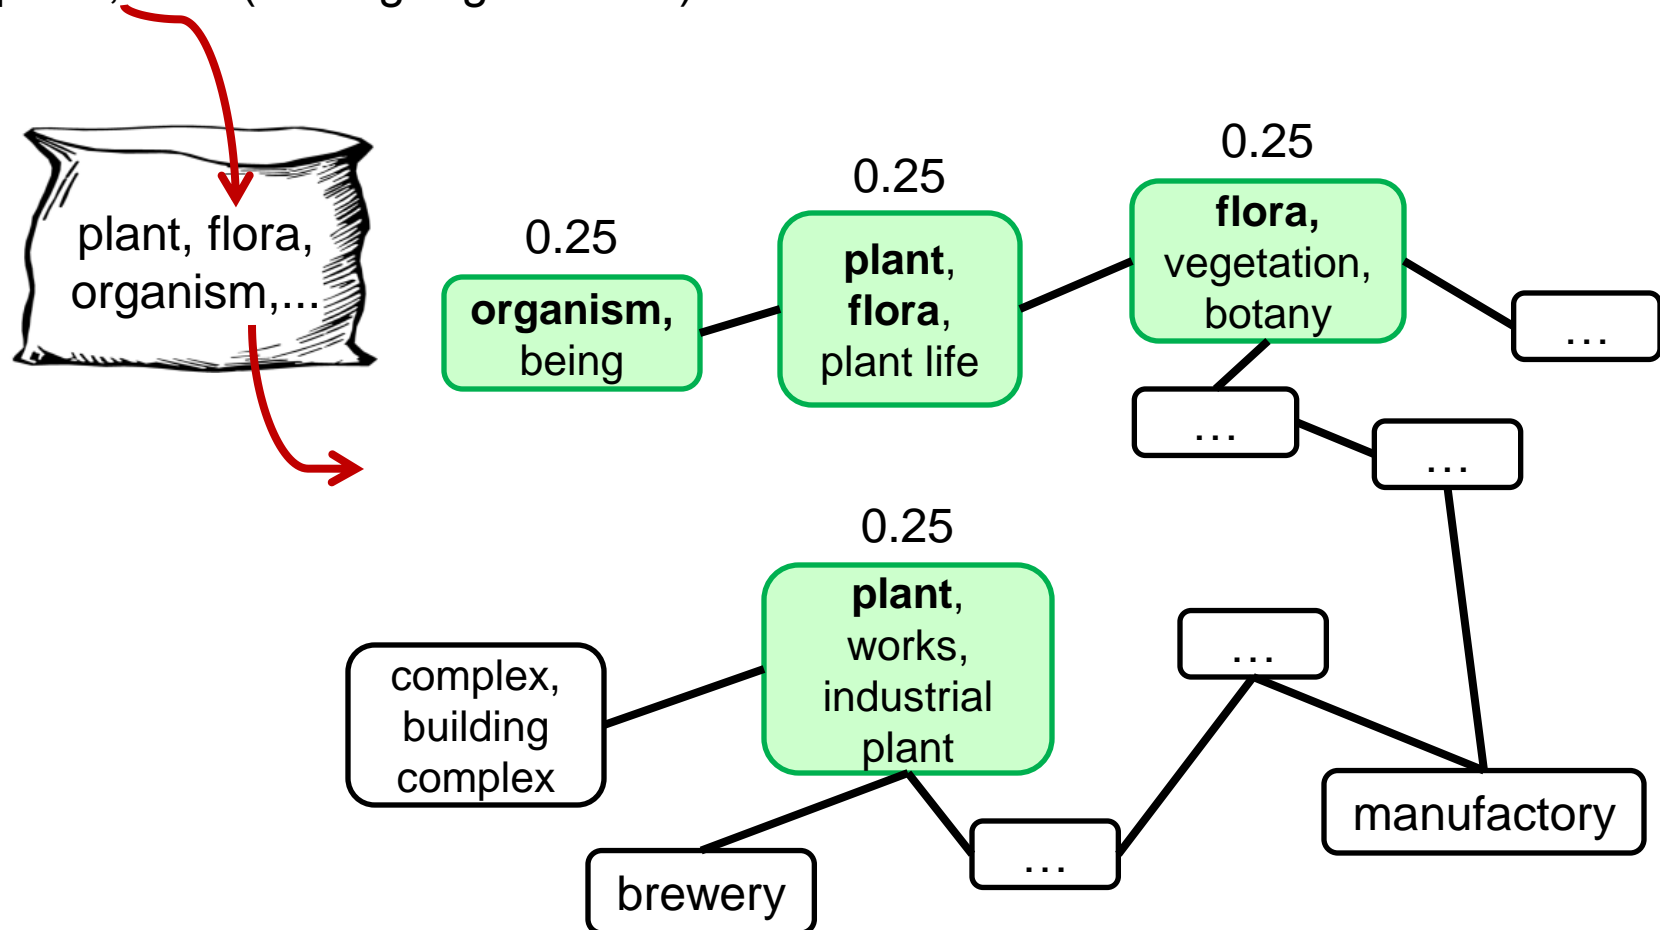 0.25
0.25
0.25
plant, flora,
organism,...
organism,
being
plant,
flora,
plant life
flora,
vegetation,
botany
...
...
...
0.25
plant,
works,
industrial
plant
complex,
building
complex
...
manufactory
...
brewery